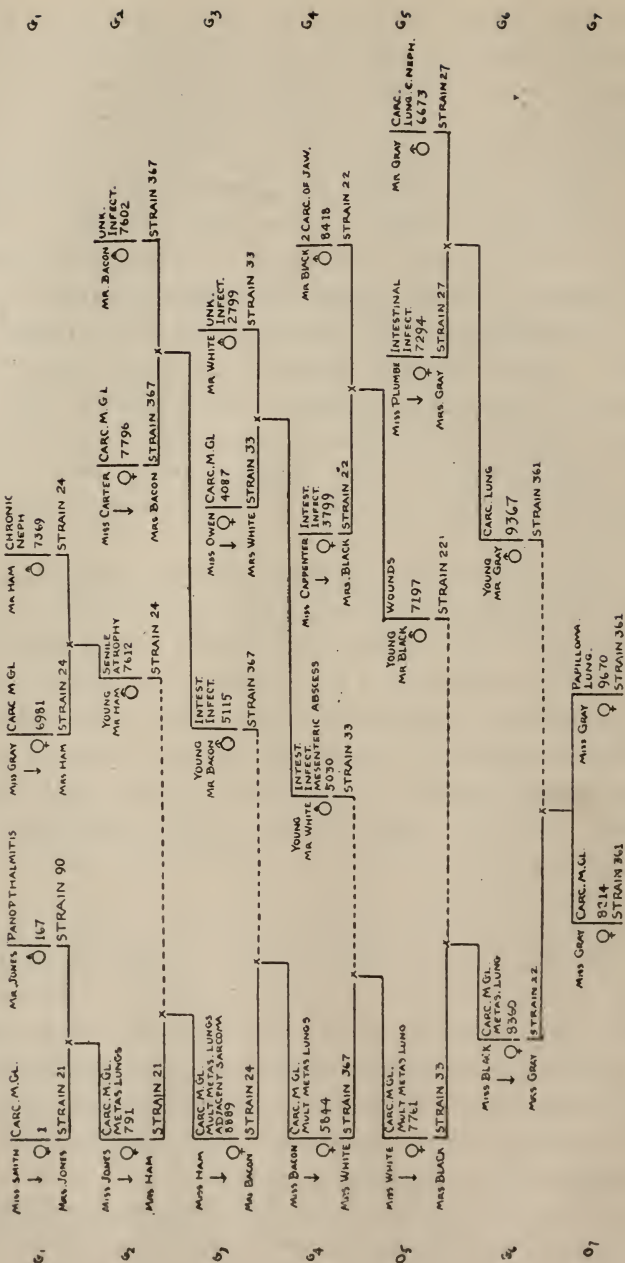 G1
MISS SMITH CARC. M. GL.
↓ ♀ 1
MRS. JONES STRAIN 21
MR. JONES PANOPTHALMITIS
♂ 167
STRAIN 90
MISS GRAY CARC M GL
↓ ♀ 6981
MRS HAM STRAIN 24
MR HAM CHRONIC
NEPH
♂ 7369
STRAIN 24
G1
G2
MISS JONES CARC. M. GL.
METAS LUNGS
↓ ♀ 791
MRS HAM STRAIN 21
YOUNG
MR HAM
SENILE
ATROPHY
♂ 7612
STRAIN 24
MISS CARTER CARC. M. GL
↓ ♀ 7796
MRS BACON STRAIN 367
MR. BACON UNK.
INFECT.
♂ 7602
STRAIN 367
G2
G3
MISS HAM CARC. M. GL.
MULT METAS. LUNGS
ADJACENT SARCOMA
↓ ♀ 8889
MRS BACON STRAIN 24
YOUNG
MR BACON
INTEST.
INFECT.
♂ 5115
STRAIN 367
MISS OWEN CARC. M. GL
↓ ♀ 4087
MRS WHITE STRAIN 33
MR WHITE UNK.
INFECT.
♂ 2799
STRAIN 33
G3
G4
MISS BACON CARC. M GL.
MULT METAS LUNGS
↓ ♀ 5844
MRS WHITE STRAIN 367
YOUNG
MR WHITE
INTEST.
INFECT.
MESENTERIC ABSCESS
♂ 5030
STRAIN 33
MISS CARPENTER INTEST.
INFECT.
↓ ♀ 3799
MRS. BLACK STRAIN 22
MR BLACK 2 CARC. OF JAW.
♂ 8418
STRAIN 22
G4
G5
MISS WHITE CARC. M. GL.
MULT METAS LUNG
↓ ♀ 7761
MRS BLACK STRAIN 33
YOUNG
MR BLACK
WOUNDS
♂ 7197
STRAIN 22
MISS PLUMBE INTESTINAL
INFECT.
↓ ♀ 7294
MRS. GRAY STRAIN 27
MR GRAY CARC.
LUNG. C. NEPH.
♂ 6673
STRAIN 27
G5
G6
MISS BLACK CARC. M GL
METAS. LUNG
↓ ♀ 8360
MRS GRAY STRAIN 22
YOUNG
MR GRAY
CARC LUNG
♂ 9367
STRAIN 361
G6
G7
MISS GRAY CARC. M. GL.
♀ 8214
STRAIN 361
MISS GRAY PAPILLOMA
LUNG.
♀ 9670
STRAIN 361
G7